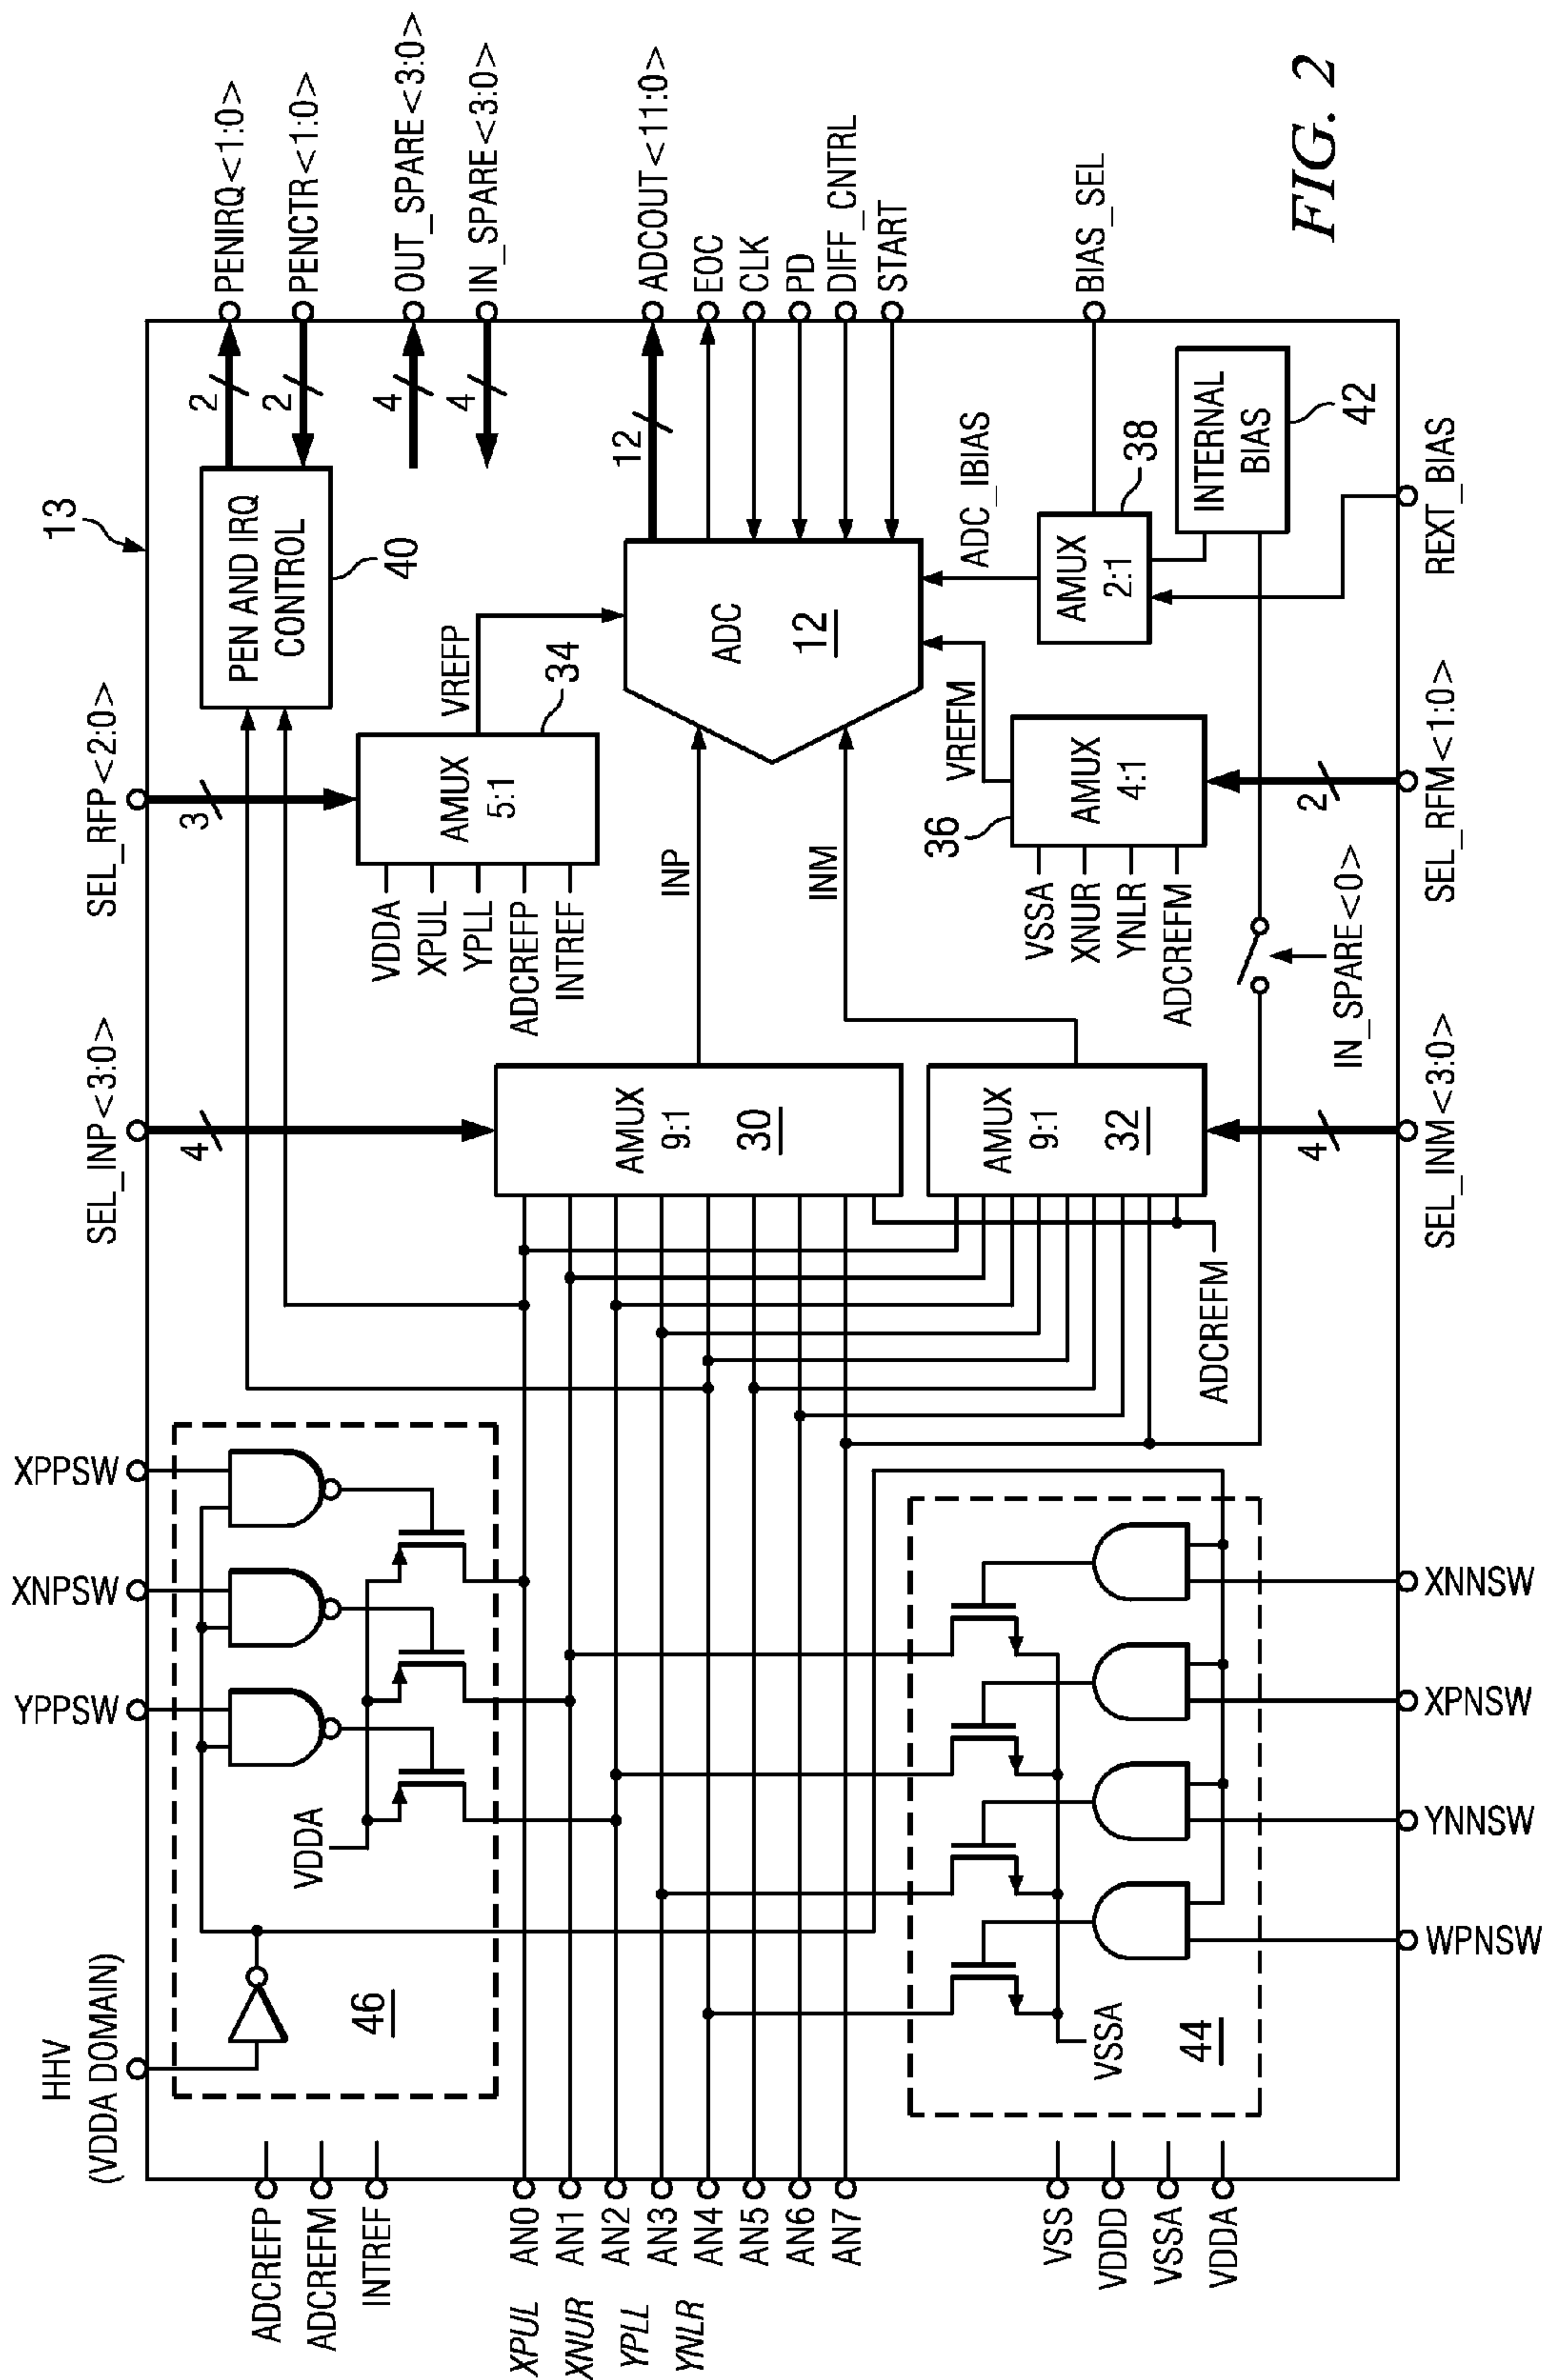 HHV
(VDDA DOMAIN)
YPPSW
XNPSW
XPPSW
SEL_INP<3:0>
SEL_RFP<2:0>
13
ADCREFP
ADCREFM
INTREF
AN0
AN1
AN2
AN3
AN4
AN5
AN6
AN7
XPUL
XNUR
YPLL
YNLR
VSS
VDDD
VSSA
VDDA
46
VDDA
4
3
PEN AND IRQ
CONTROL
40
2
PENIRQ<1:0>
2
PENCTR<1:0>
4
OUT_SPARE<3:0>
4
IN_SPARE<3:0>
VDDA
XPUL
YPLL
ADCREFP
INTREF
AMUX
5:1
34
VREFP
AMUX
9:1
30
INP
ADC
12
12
ADCOUT<11:0>
EOC
CLK
PD
DIFF_CNTRL
START
INM
AMUX
9:1
32
ADCREFM
VREFM
36
VSSA
XNUR
YNLR
ADCREFM
AMUX
4:1
ADC_IBIAS
AMUX
2:1
38
BIAS_SEL
INTERNAL
BIAS
42
44
VSSA
4
2
IN_SPARE<0>
WPNSW
YNNSW
XPNSW
XNNSW
SEL_INM<3:0>
SEL_RFM<1:0>
REXT_BIAS
FIG. 2